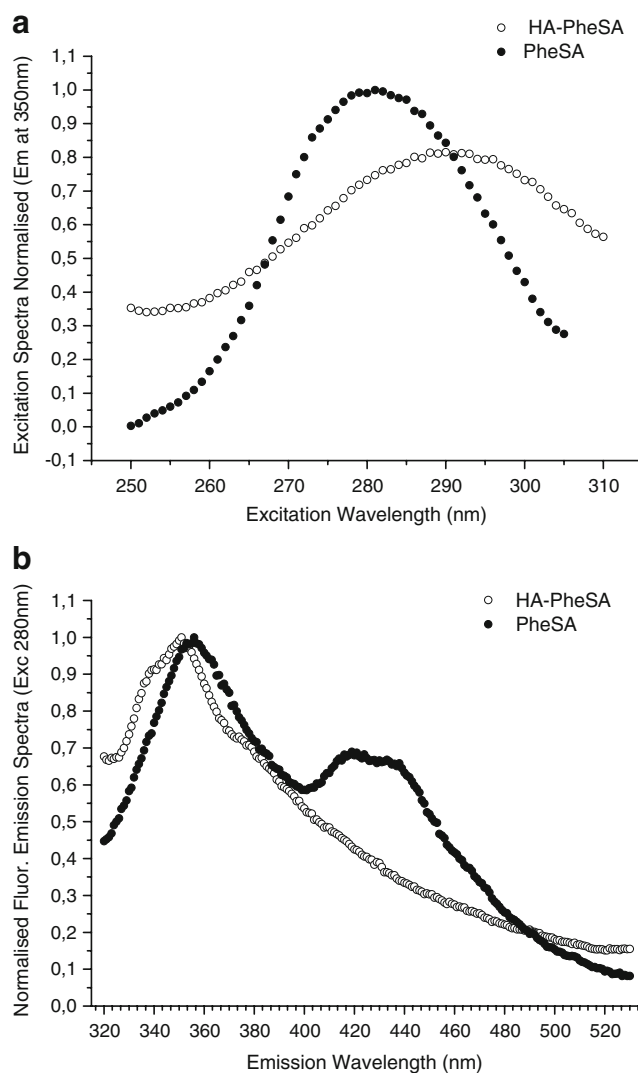 a
HA-PheSA
PheSA
Excitation Spectra Normalised (Em at 350nm)
1,1
1,0
0,9
0,8
0,7
0,6
0,5
0,4
0,3
0,2
0,1
0,0
-0,1
250 260 270 280 290 300 310
Excitation Wavelength (nm)
b
HA-PheSA
PheSA
Normalised Fluor. Emission Spectra (Exc 280nm)
1,1
1,0
0,9
0,8
0,7
0,6
0,5
0,4
0,3
0,2
0,1
0,0
320 340 360 380 400 420 440 460 480 500 520
Emission Wavelength (nm)